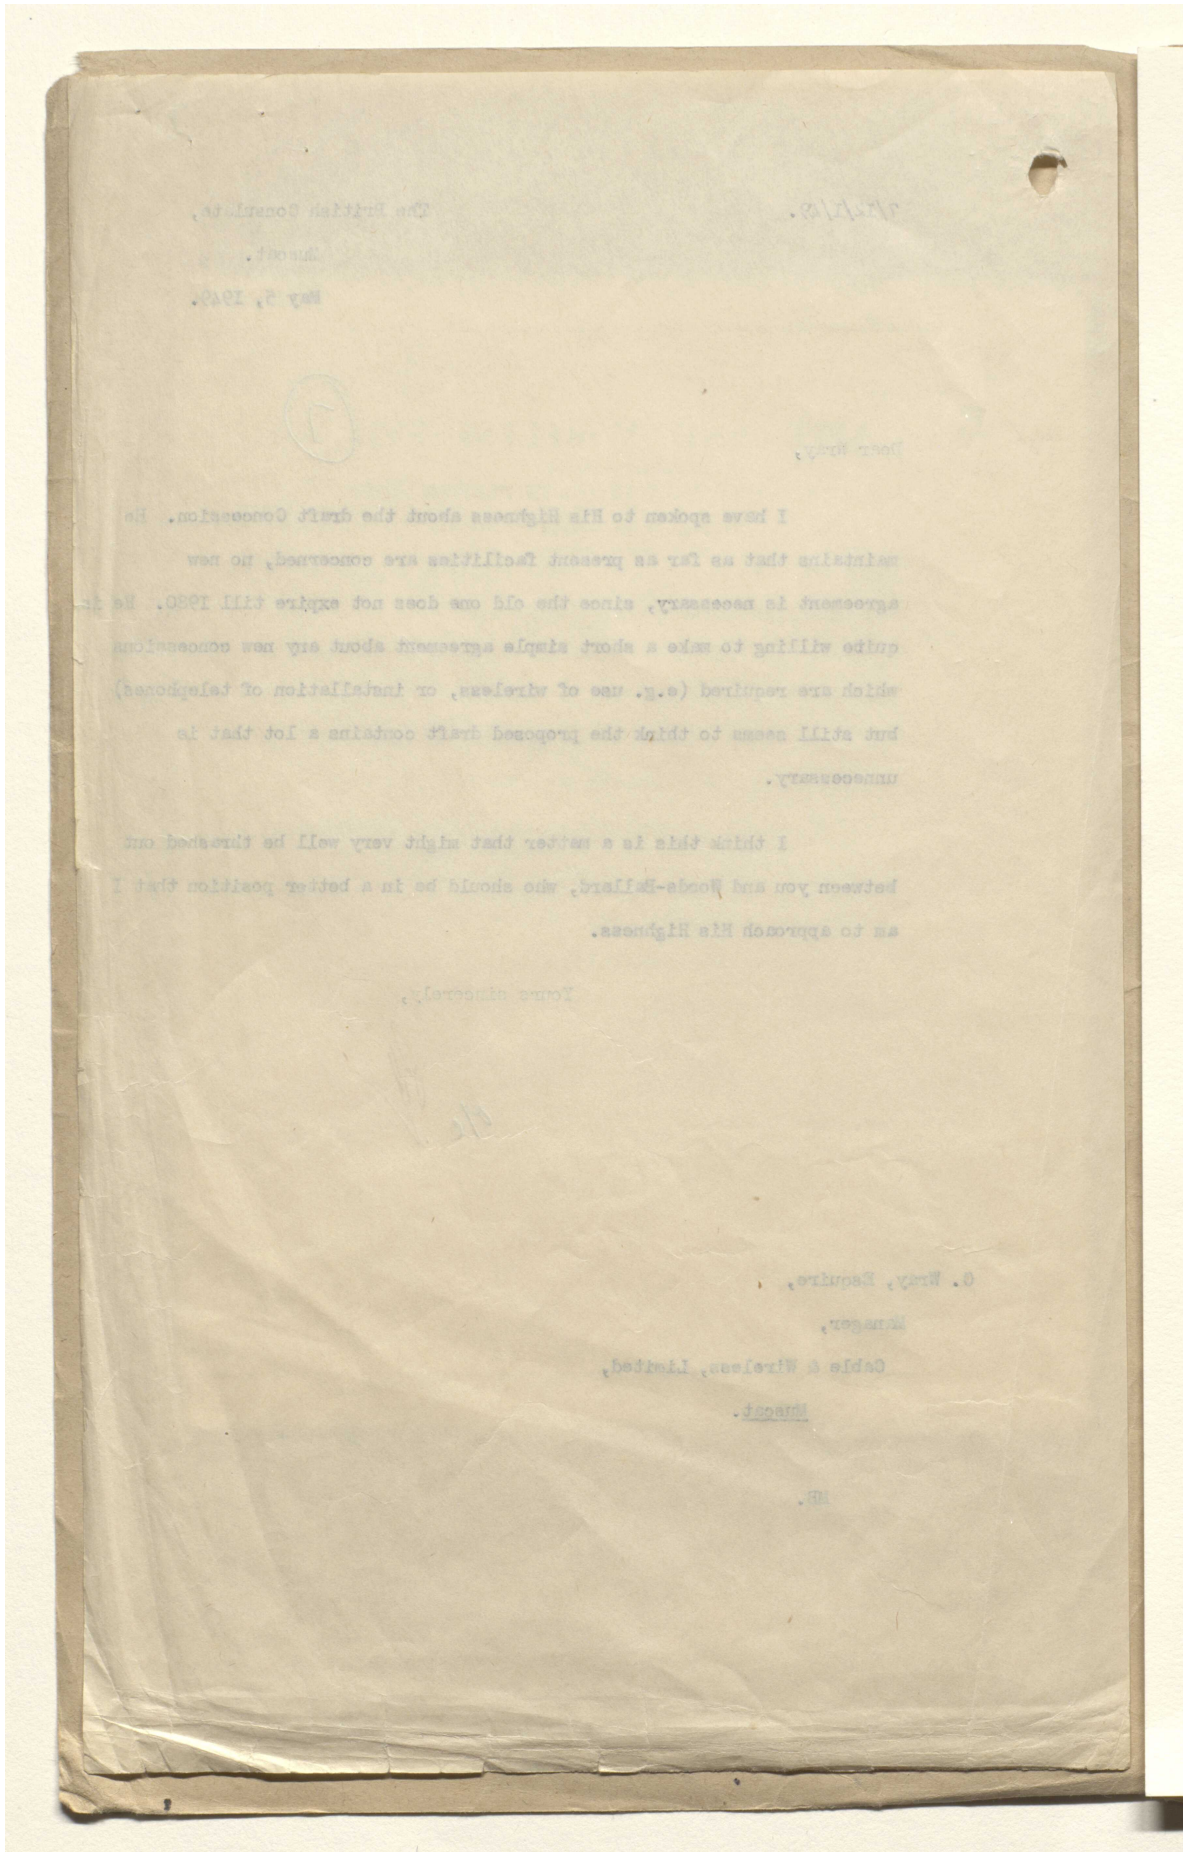 The British Consulate,
Muscat.
May 5, 1949.
7
Dear Wray,
I have spoken to His Highness about the draft Concession. He
maintains that as far as present facilities are concerned, no new
agreement is necessary, since the old one does not expire till 1980. He is
quite willing to make a short simple agreement about any new concessions
which are required (e.g. use of wireless, or installation of telephones)
but still seems to think the proposed draft contains a lot that is
unnecessary.
I think this is a matter that might very well be threshed out
between you and Woods-Ballard, who should be in a better position that I
am to approach His Highness.
Yours sincerely,
G. Wray, Esquire,
Manager,
Cable & Wireless, Limited,
Muscat.